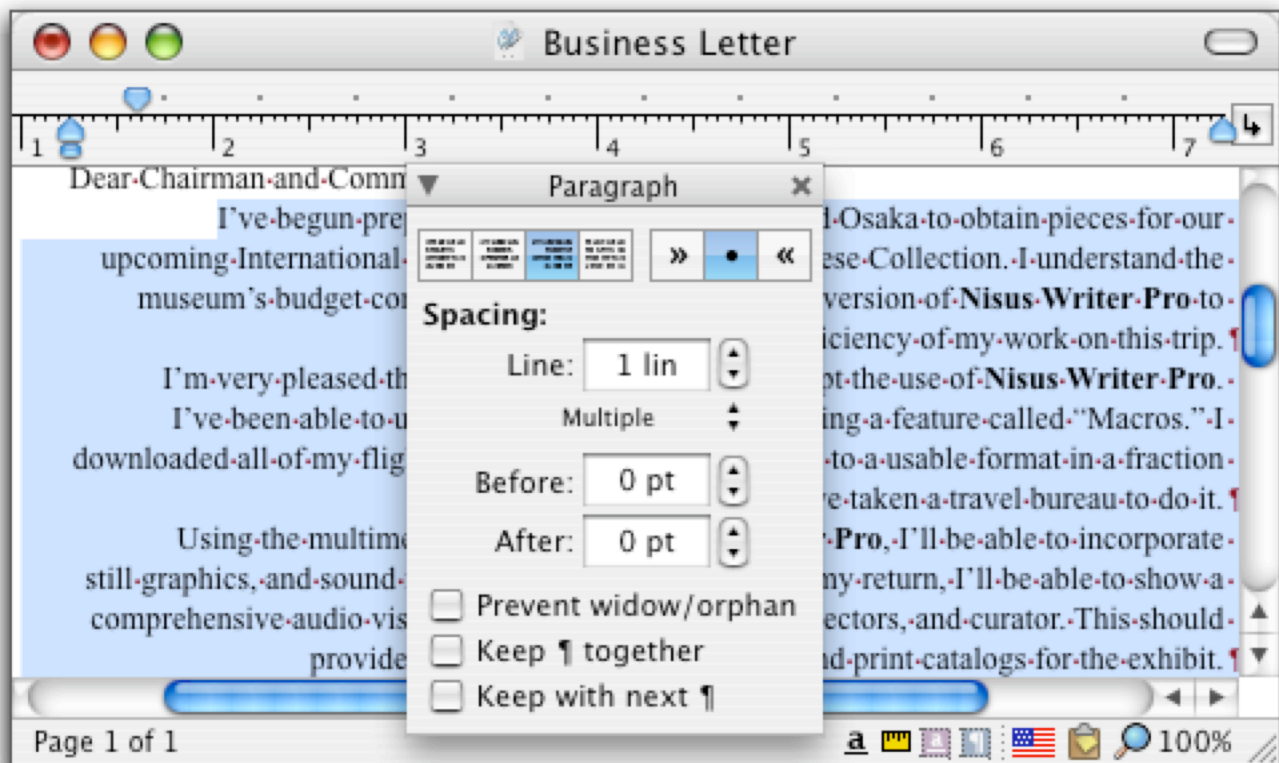 Business Letter
1 2 3 4 5 6 7
Dear·Chairman·and·Comm
Paragraph
I've·begun·pre Osaka·to·obtain·pieces·for·our·
» • «
upcoming·International· ese·Collection.·I·understand·the·
museum's·budget·con version·of·Nisus·Writer·Pro·to·
Spacing:
iciency·of·my·work·on·this·trip. ¶
Line: 1 lin
I'm·very·pleased·th pt·the·use·of·Nisus·Writer·Pro.·
Multiple
I've·been·able·to·u ing·a·feature·called·“Macros.”·I·
downloaded·all·of·my·flig ·to·a·usable·format·in·a·fraction·
Before: 0 pt
e·taken·a·travel·bureau·to·do·it. ¶
After: 0 pt
Using·the·multime ·Pro,·I'll·be·able·to·incorporate·
still·graphics,·and·sound· my·return,·I'll·be·able·to·show·a·
Prevent widow/orphan
comprehensive·audio·vis ectors,·and·curator.·This·should·
Keep ¶ together
provide d·print·catalogs·for·the·exhibit. ¶
Keep with next ¶
Page 1 of 1
a a ¶ 100%